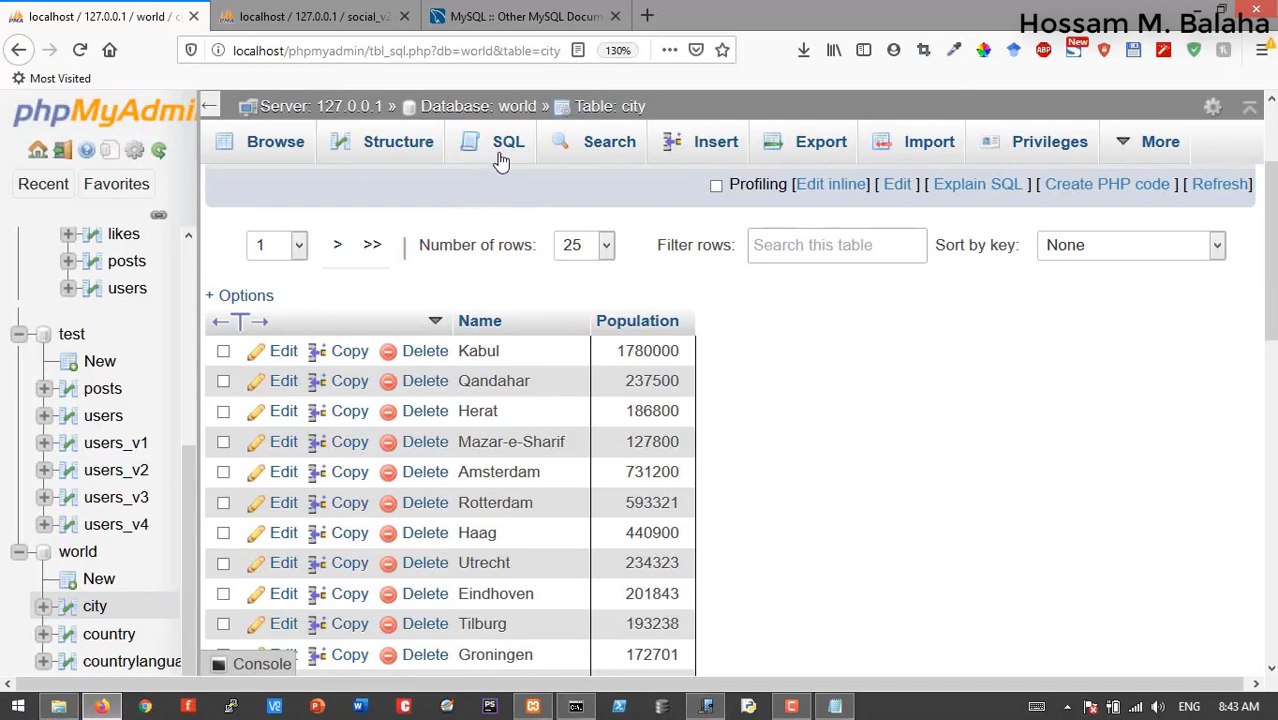 localhost / 127.0.0.1 / world / c
localhost / 127.0.0.1 / social_v2
MySQL :: Other MySQL Docum
Hossam M. Balaha
localhost/phpmyadmin/tbl_sql.php?db=world&table=city
130%
New
ABP
Most Visited
phpMyAdmin
Server: 127.0.0.1 » Database: world » Table: city
Browse Structure SQL Search Insert Export Import Privileges More
Recent Favorites
Profiling [Edit inline] [ Edit ] [ Explain SQL ] [ Create PHP code ] [ Refresh]
likes
posts
users
test
New
posts
users
users_v1
users_v2
users_v3
users_v4
world
New
city
country
countrylangua
1 > >> Number of rows: 25 Filter rows: Search this table Sort by key: None
+ Options
←T→ Name Population
Edit Copy Delete Kabul 1780000
Edit Copy Delete Qandahar 237500
Edit Copy Delete Herat 186800
Edit Copy Delete Mazar-e-Sharif 127800
Edit Copy Delete Amsterdam 731200
Edit Copy Delete Rotterdam 593321
Edit Copy Delete Haag 440900
Edit Copy Delete Utrecht 234323
Edit Copy Delete Eindhoven 201843
Edit Copy Delete Tilburg 193238
Edit Copy Delete Groningen 172701
Console
ENG 8:43 AM